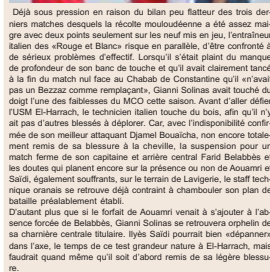 Déjà sous pression en raison du bilan peu flatteur des trois der-
niers matches desquels la récolte mouloudéenne a été assez mai-
gre avec deux points seulement sur les neuf mis en jeu, l'entraîneur
italien des «Rouge et Blanc» risque en parallèle, d'être confronté à
de sérieux problèmes d'effectif. Lorsqu'il s'était plaint du manque
de profondeur de son banc de touche et qu'il avait clairement tancé
à la fin du match nul face au Chabab de Constantine qu'il «n'avait
pas un Bezzaz comme remplaçant», Gianni Solinas avait touché du
doigt l'une des faiblesses du MCO cette saison. Avant d'aller défier
l'USM El-Harrach, le technicien italien touche du bois, afin qu'il n'y
ait pas d'autres blessés à déplorer. Car, avec l'indisponibilité confir-
mée de son meilleur attaquant Djamel Bouaïcha, non encore totale-
ment remis de sa blessure à la cheville, la suspension pour un
match ferme de son capitaine et arrière central Farid Belabbès et
les doutes qui planent encore sur la présence ou non de Aouamri et
Saïdi, également souffrants, sur le terrain de Lavigerie, le staff tech-
nique oranais se retrouve déjà contraint à chambouler son plan de
bataille préalablement établi.
D'autant plus que si le forfait de Aouamri venait à s'ajouter à l'ab-
sence forcée de Belabbès, Gianni Solinas se retrouvera orphelin de
sa charnière centrale titulaire. Ilyès Saïdi pourrait bien «dépanner»
dans l'axe, le temps de ce test grandeur nature à El-Harrach, mais
faudrait quand même qu'il soit d'abord remis de sa légère blessu-
re.